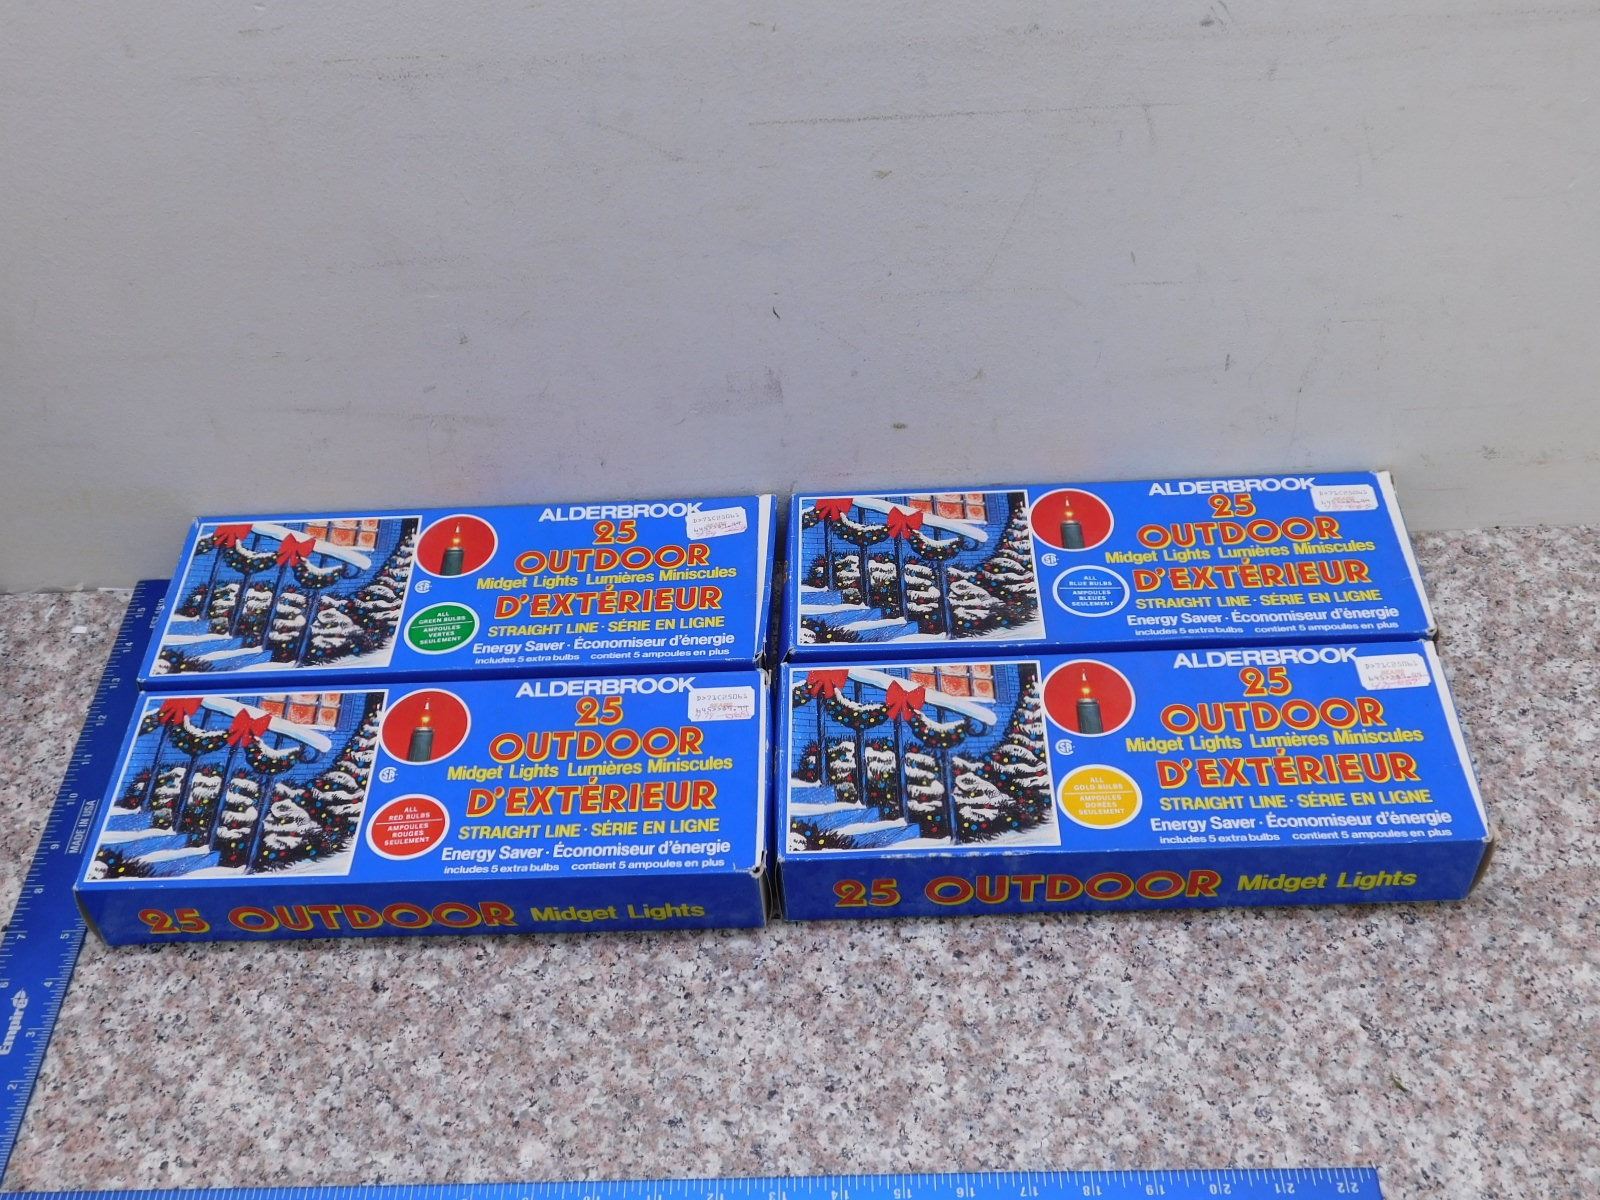 ALDERBROOK
25
OUTDOOR
Midget Lights Lumières Miniscules
D'EXTÉRIEUR
STRAIGHT LINE · SÉRIE EN LIGNE
Energy Saver · Économiseur d'énergie
includes 5 extra bulbs contient 5 ampoules en plus
ALL
GREEN BULBS
AMPOULES
VERTES
SEULEMENT
D>71C25061
ALDERBROOK
25
OUTDOOR
Midget Lights Lumières Miniscules
D'EXTÉRIEUR
STRAIGHT LINE · SÉRIE EN LIGNE
Energy Saver · Économiseur d'énergie
includes 5 extra bulbs contient 5 ampoules en plus
ALL
BLUE BULBS
AMPOULES
BLEUES
SEULEMENT
D>71C25061
ALDERBROOK
25
OUTDOOR
Midget Lights Lumières Miniscules
D'EXTÉRIEUR
STRAIGHT LINE · SÉRIE EN LIGNE
Energy Saver · Économiseur d'énergie
includes 5 extra bulbs contient 5 ampoules en plus
ALL
RED BULBS
AMPOULES
ROUGES
SEULEMENT
D>71C25061
25 OUTDOOR Midget Lights
ALDERBROOK
25
OUTDOOR
Midget Lights Lumières Miniscules
D'EXTÉRIEUR
STRAIGHT LINE · SÉRIE EN LIGNE
Energy Saver · Économiseur d'énergie
includes 5 extra bulbs contient 5 ampoules en plus
ALL
GOLD BULBS
AMPOULES
DORÉES
SEULEMENT
D>71C25061
25 OUTDOOR Midget Lights
MADE IN USA
Empire